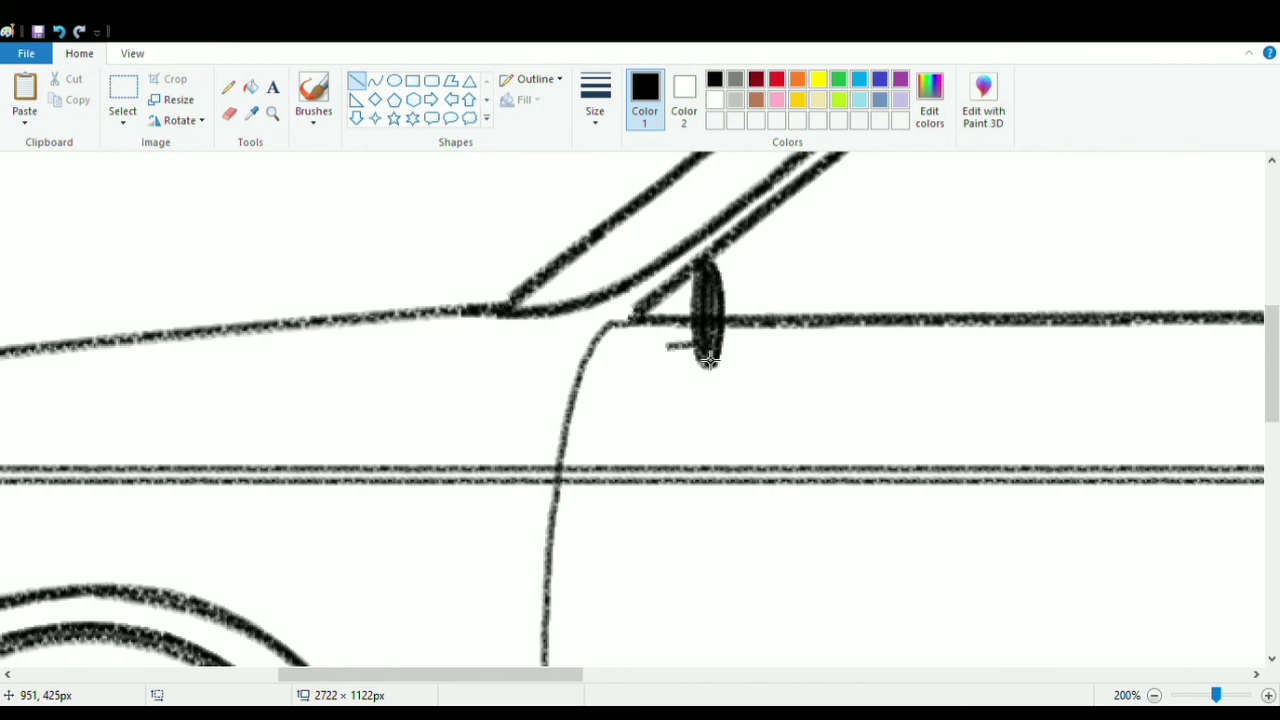 File Home View
Paste Cut Copy
Clipboard
Select Crop Resize Rotate
Image
Tools
Brushes
Shapes
Outline
Fill
Size
Color 1
Color 2
Colors
Edit colors
Edit with Paint 3D
951, 425px
2722 × 1122px
200%